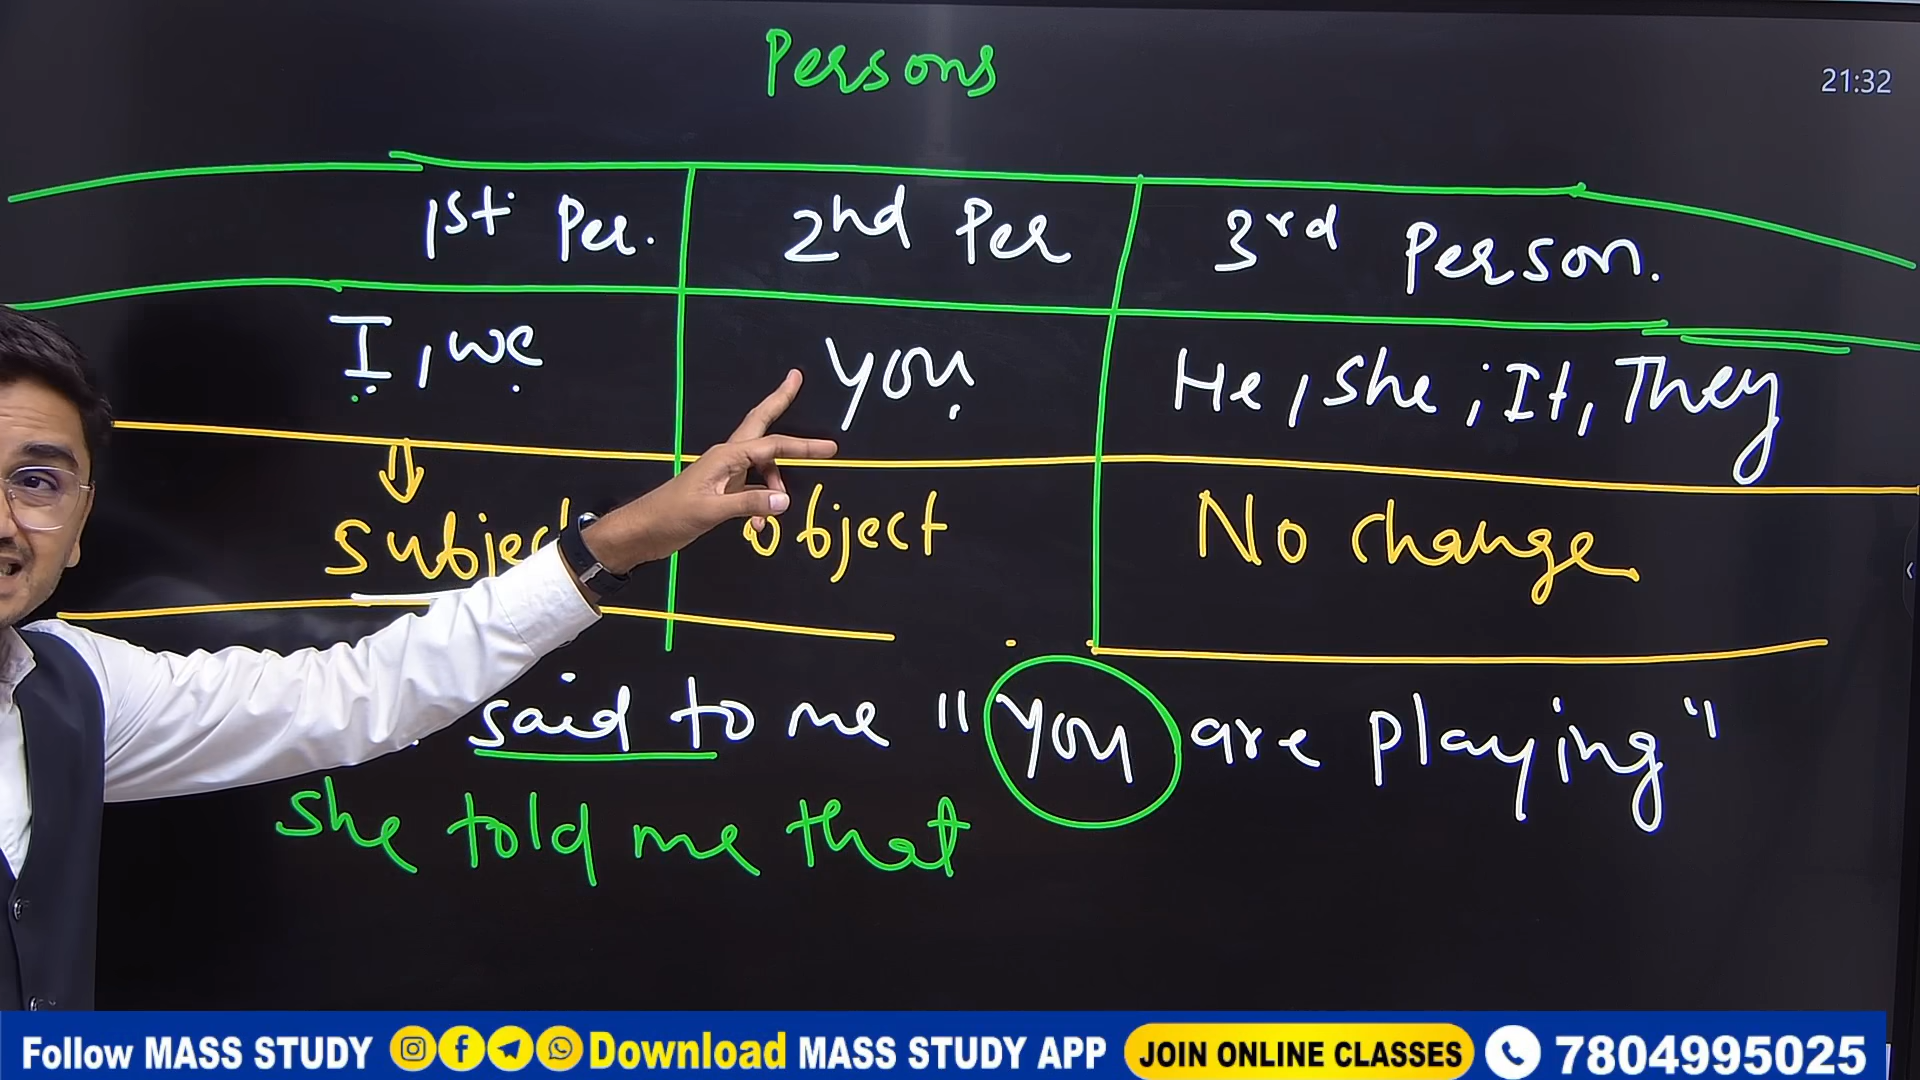 Persons
21:32
1st Per. 2nd Per 3rd Person.
I, we you He, She, It, They
object No change
said to me "you are playing"
She told me that
Follow MASS STUDY Download MASS STUDY APP JOIN ONLINE CLASSES 7804995025